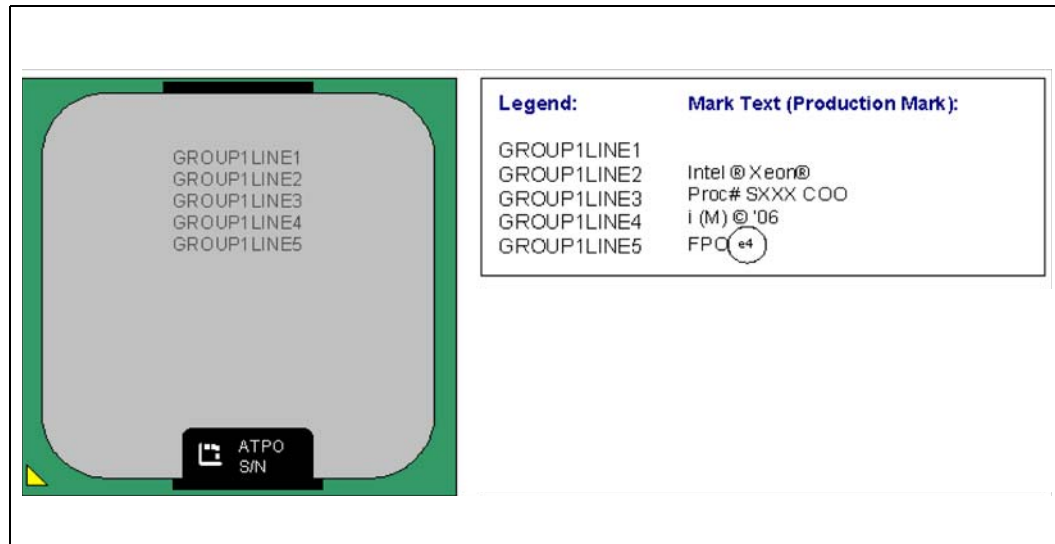 GROUP1LINE1
GROUP1LINE2
GROUP1LINE3
GROUP1LINE4
GROUP1LINE5
ATPO
S/N
Legend: Mark Text (Production Mark):
GROUP1LINE1
GROUP1LINE2 Intel ® Xeon®
GROUP1LINE3 Proc# SXXX COO
GROUP1LINE4 i (M) © '06
GROUP1LINE5 FPO e4